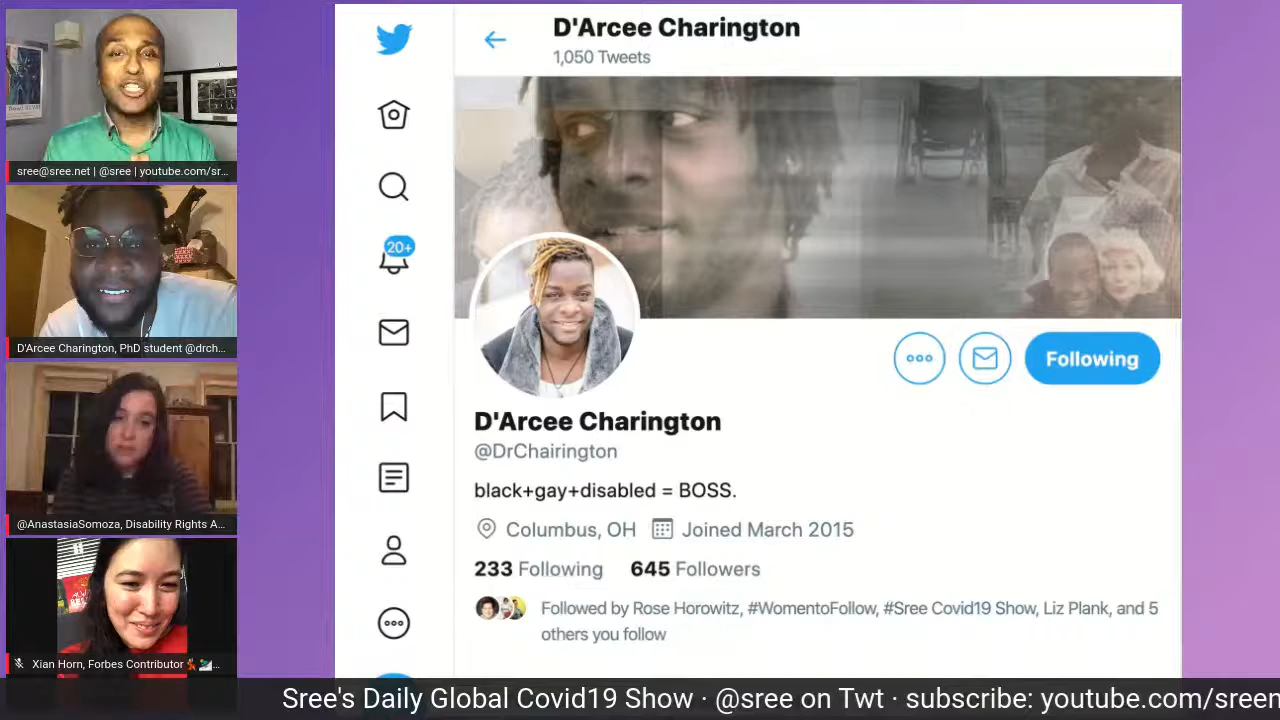 sree@sree.net | @sree | youtube.com/sr...
D'Arcee Charington, PhD student @drch...
@AnastasiaSomoza, Disability Rights A...
Xian Horn, Forbes Contributor💃🏽🎿...
D'Arcee Charington
1,050 Tweets
20+
Following
D'Arcee Charington
@DrChairington
black+gay+disabled = BOSS.
Columbus, OH Joined March 2015
233 Following 645 Followers
Followed by Rose Horowitz, #WomentoFollow, #Sree Covid19 Show, Liz Plank, and 5
others you follow
Sree's Daily Global Covid19 Show · @sree on Twt · subscribe: youtube.com/sreen